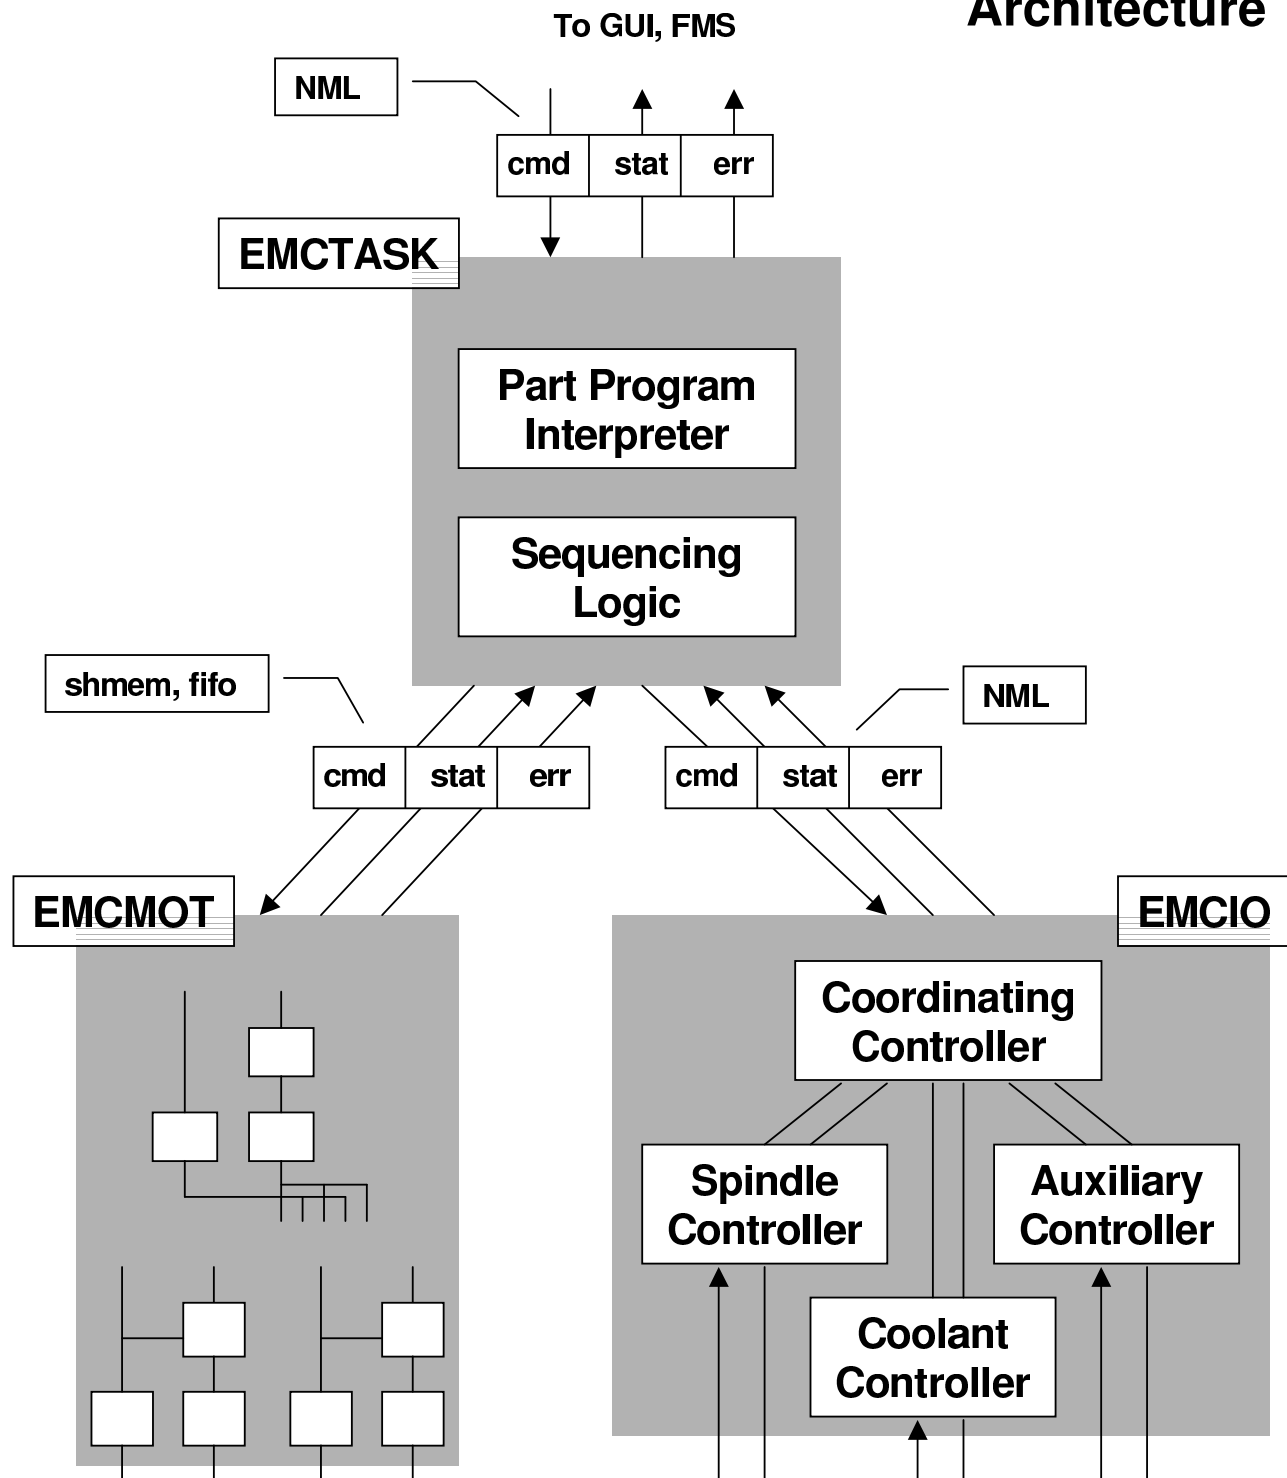 Architecture
To GUI, FMS
NML
cmd stat err
EMCTASK
Part Program
Interpreter
Sequencing
Logic
shmem, fifo
NML
cmd stat err
cmd stat err
EMCMOT
EMCIO
Coordinating
Controller
Spindle
Controller
Auxiliary
Controller
Coolant
Controller